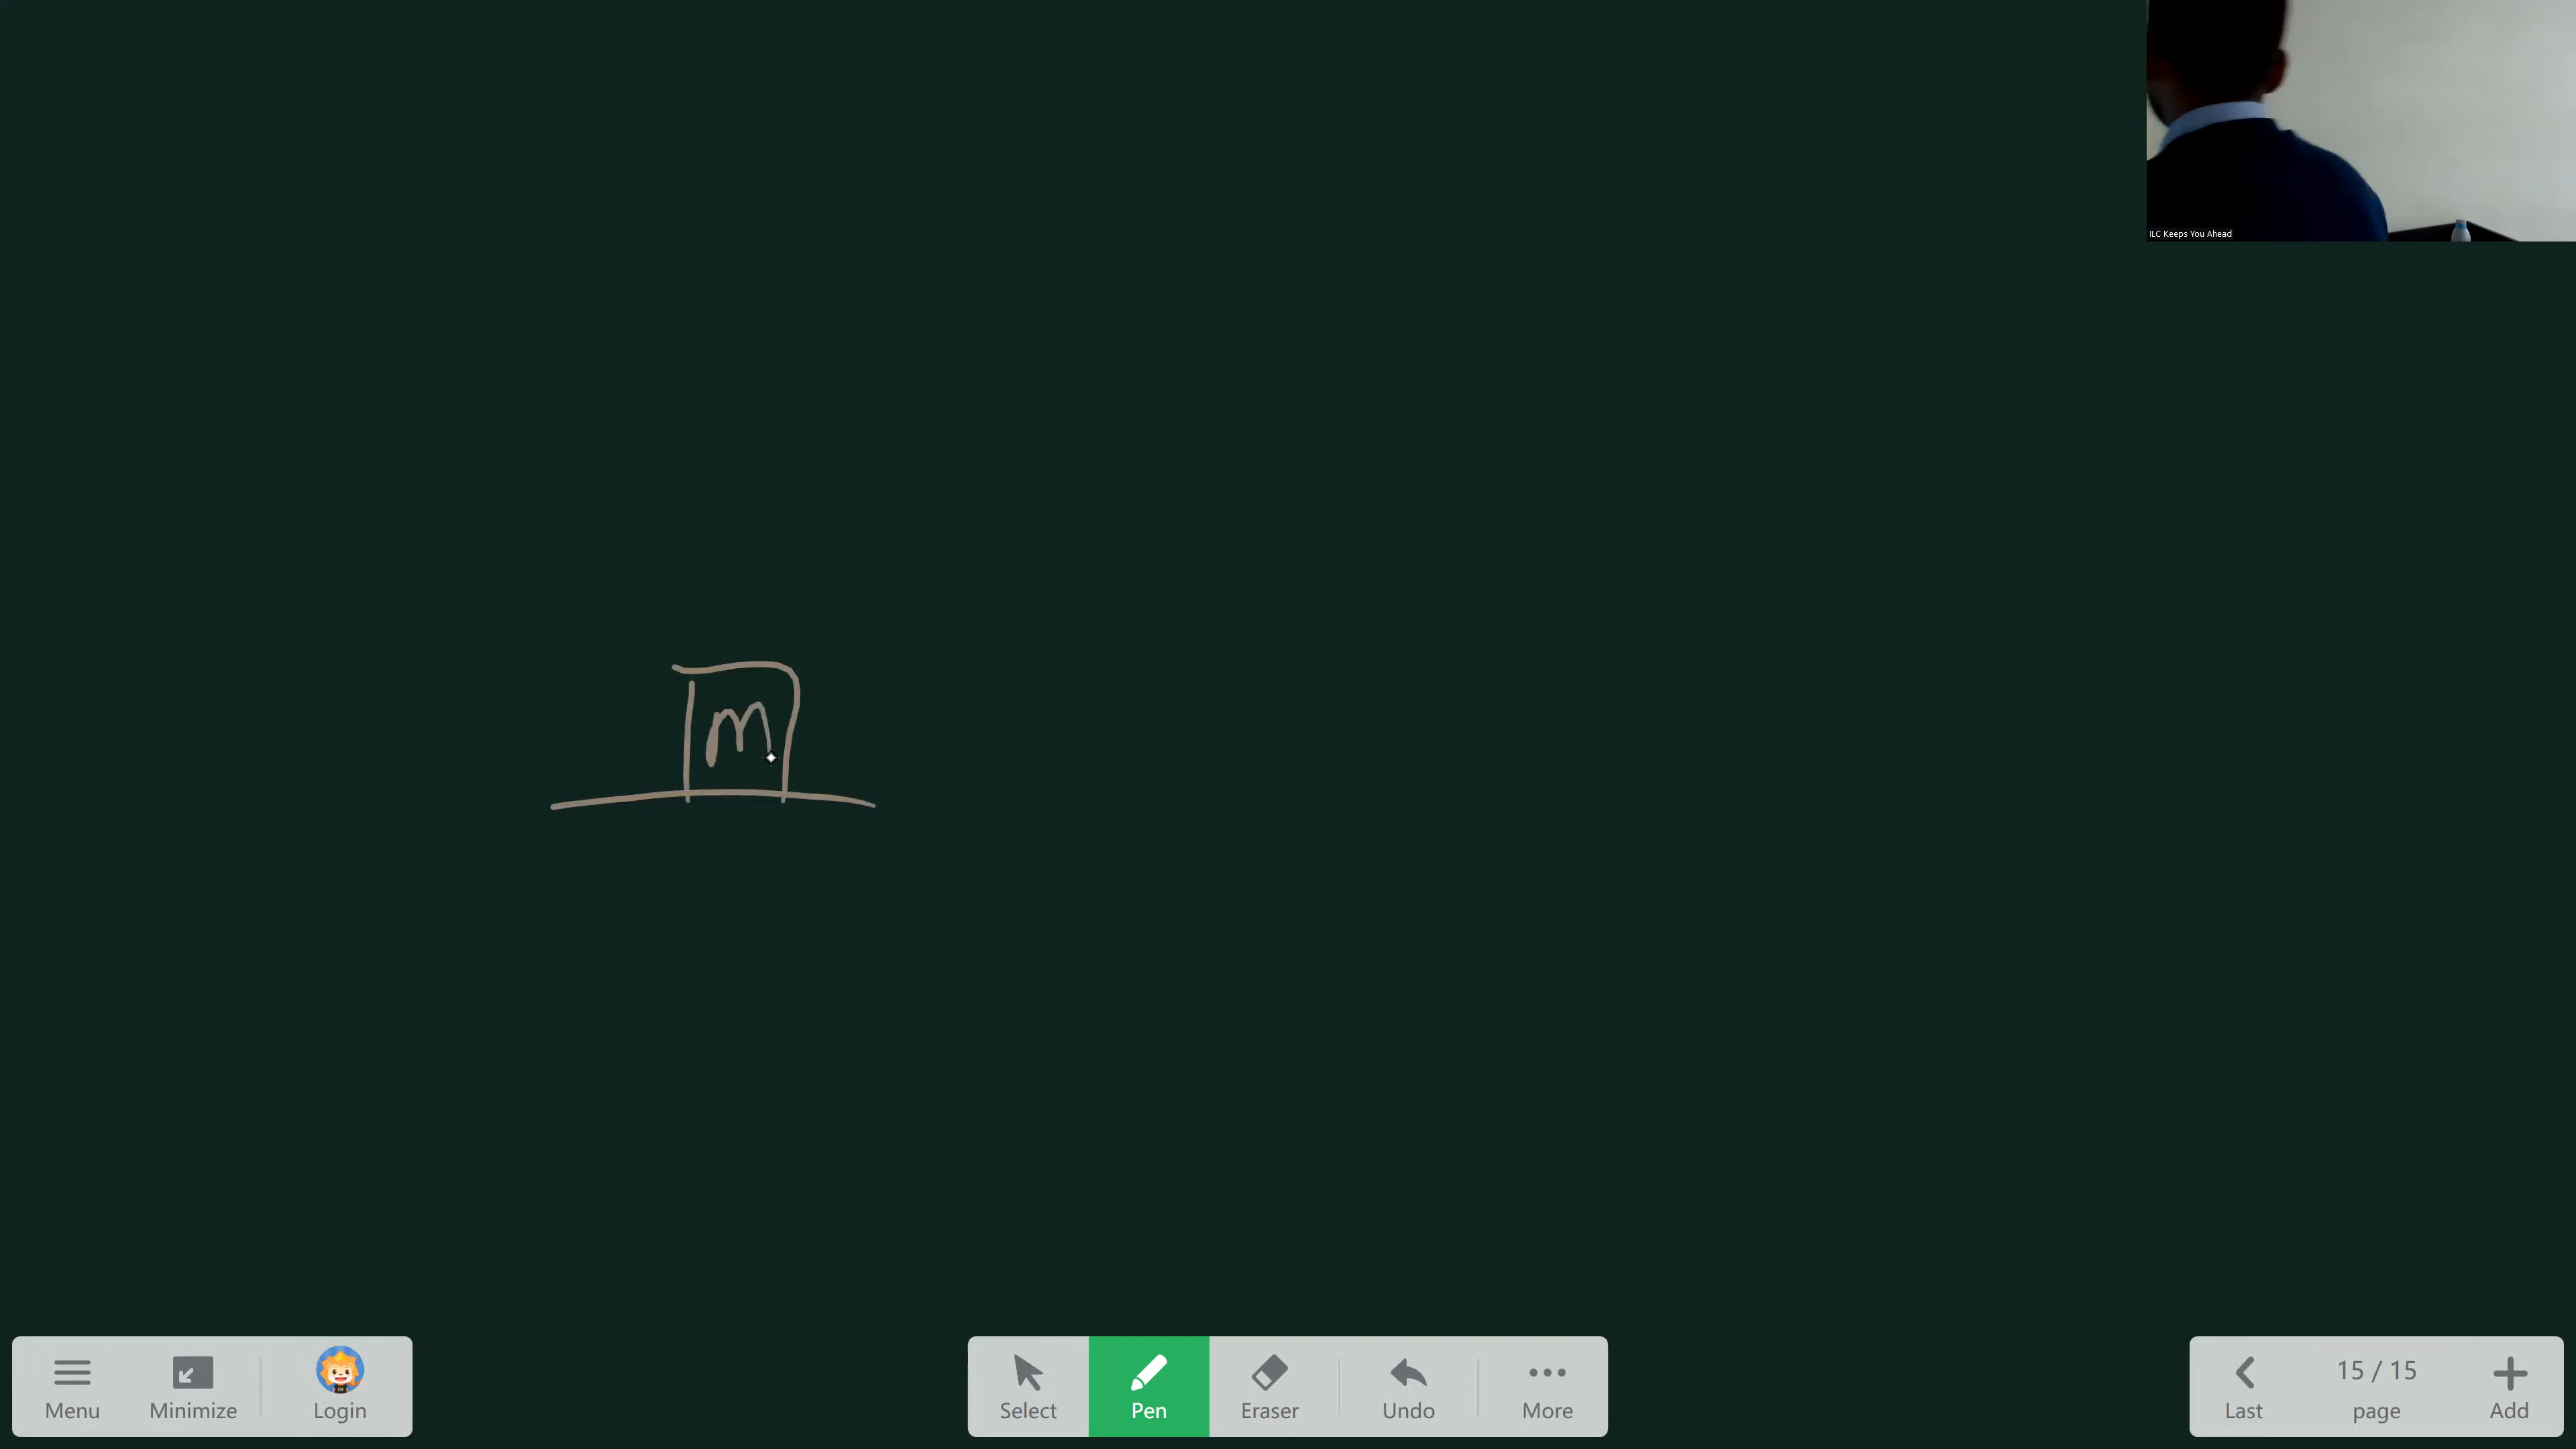 ILC Keeps You Ahead
m
Menu
Minimize
Login
Select
Pen
Eraser
Undo
More
Last
15 / 15
page
Add